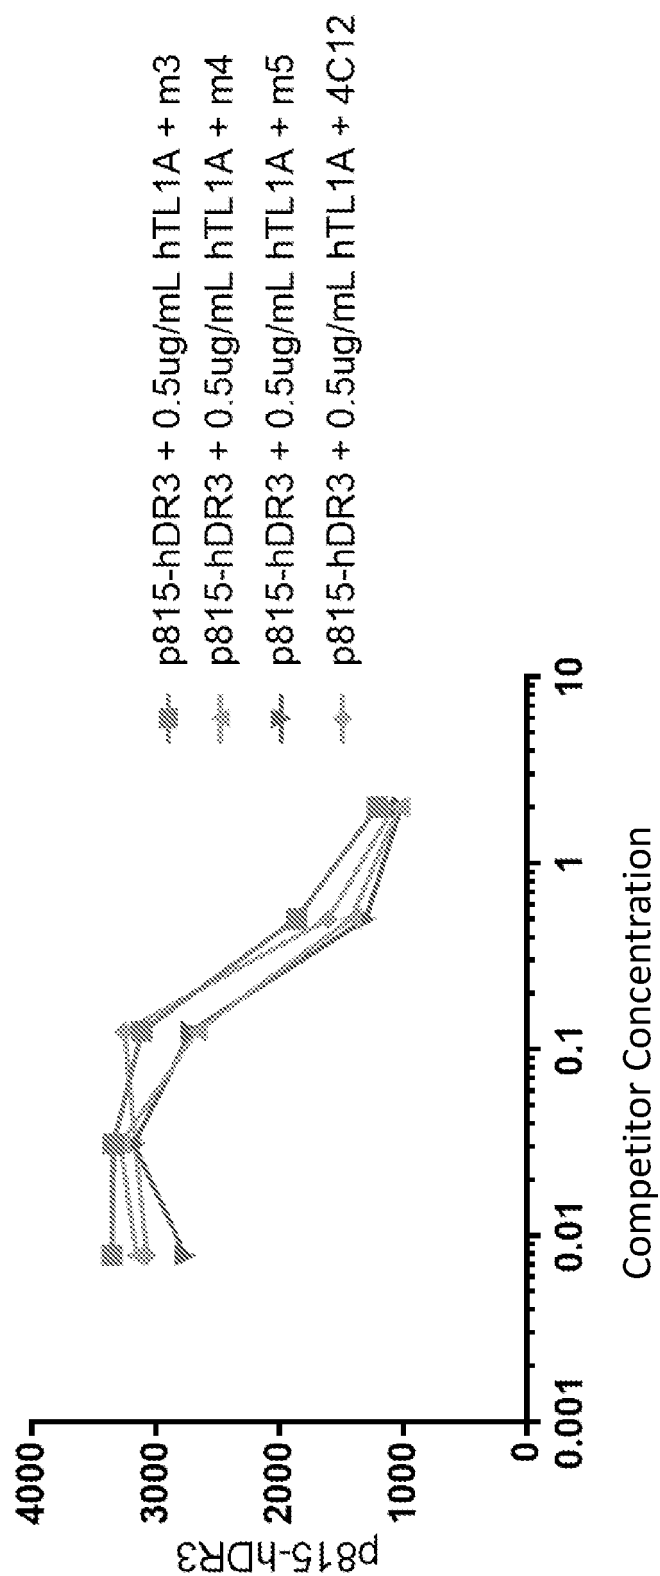 p815-hDR3
4000
3000
2000
1000
0
0.001
0.01
0.1
1
10
Competitor Concentration
p815-hDR3 + 0.5ug/mL hTL1A + m3
p815-hDR3 + 0.5ug/mL hTL1A + m4
p815-hDR3 + 0.5ug/mL hTL1A + m5
p815-hDR3 + 0.5ug/mL hTL1A + 4C12